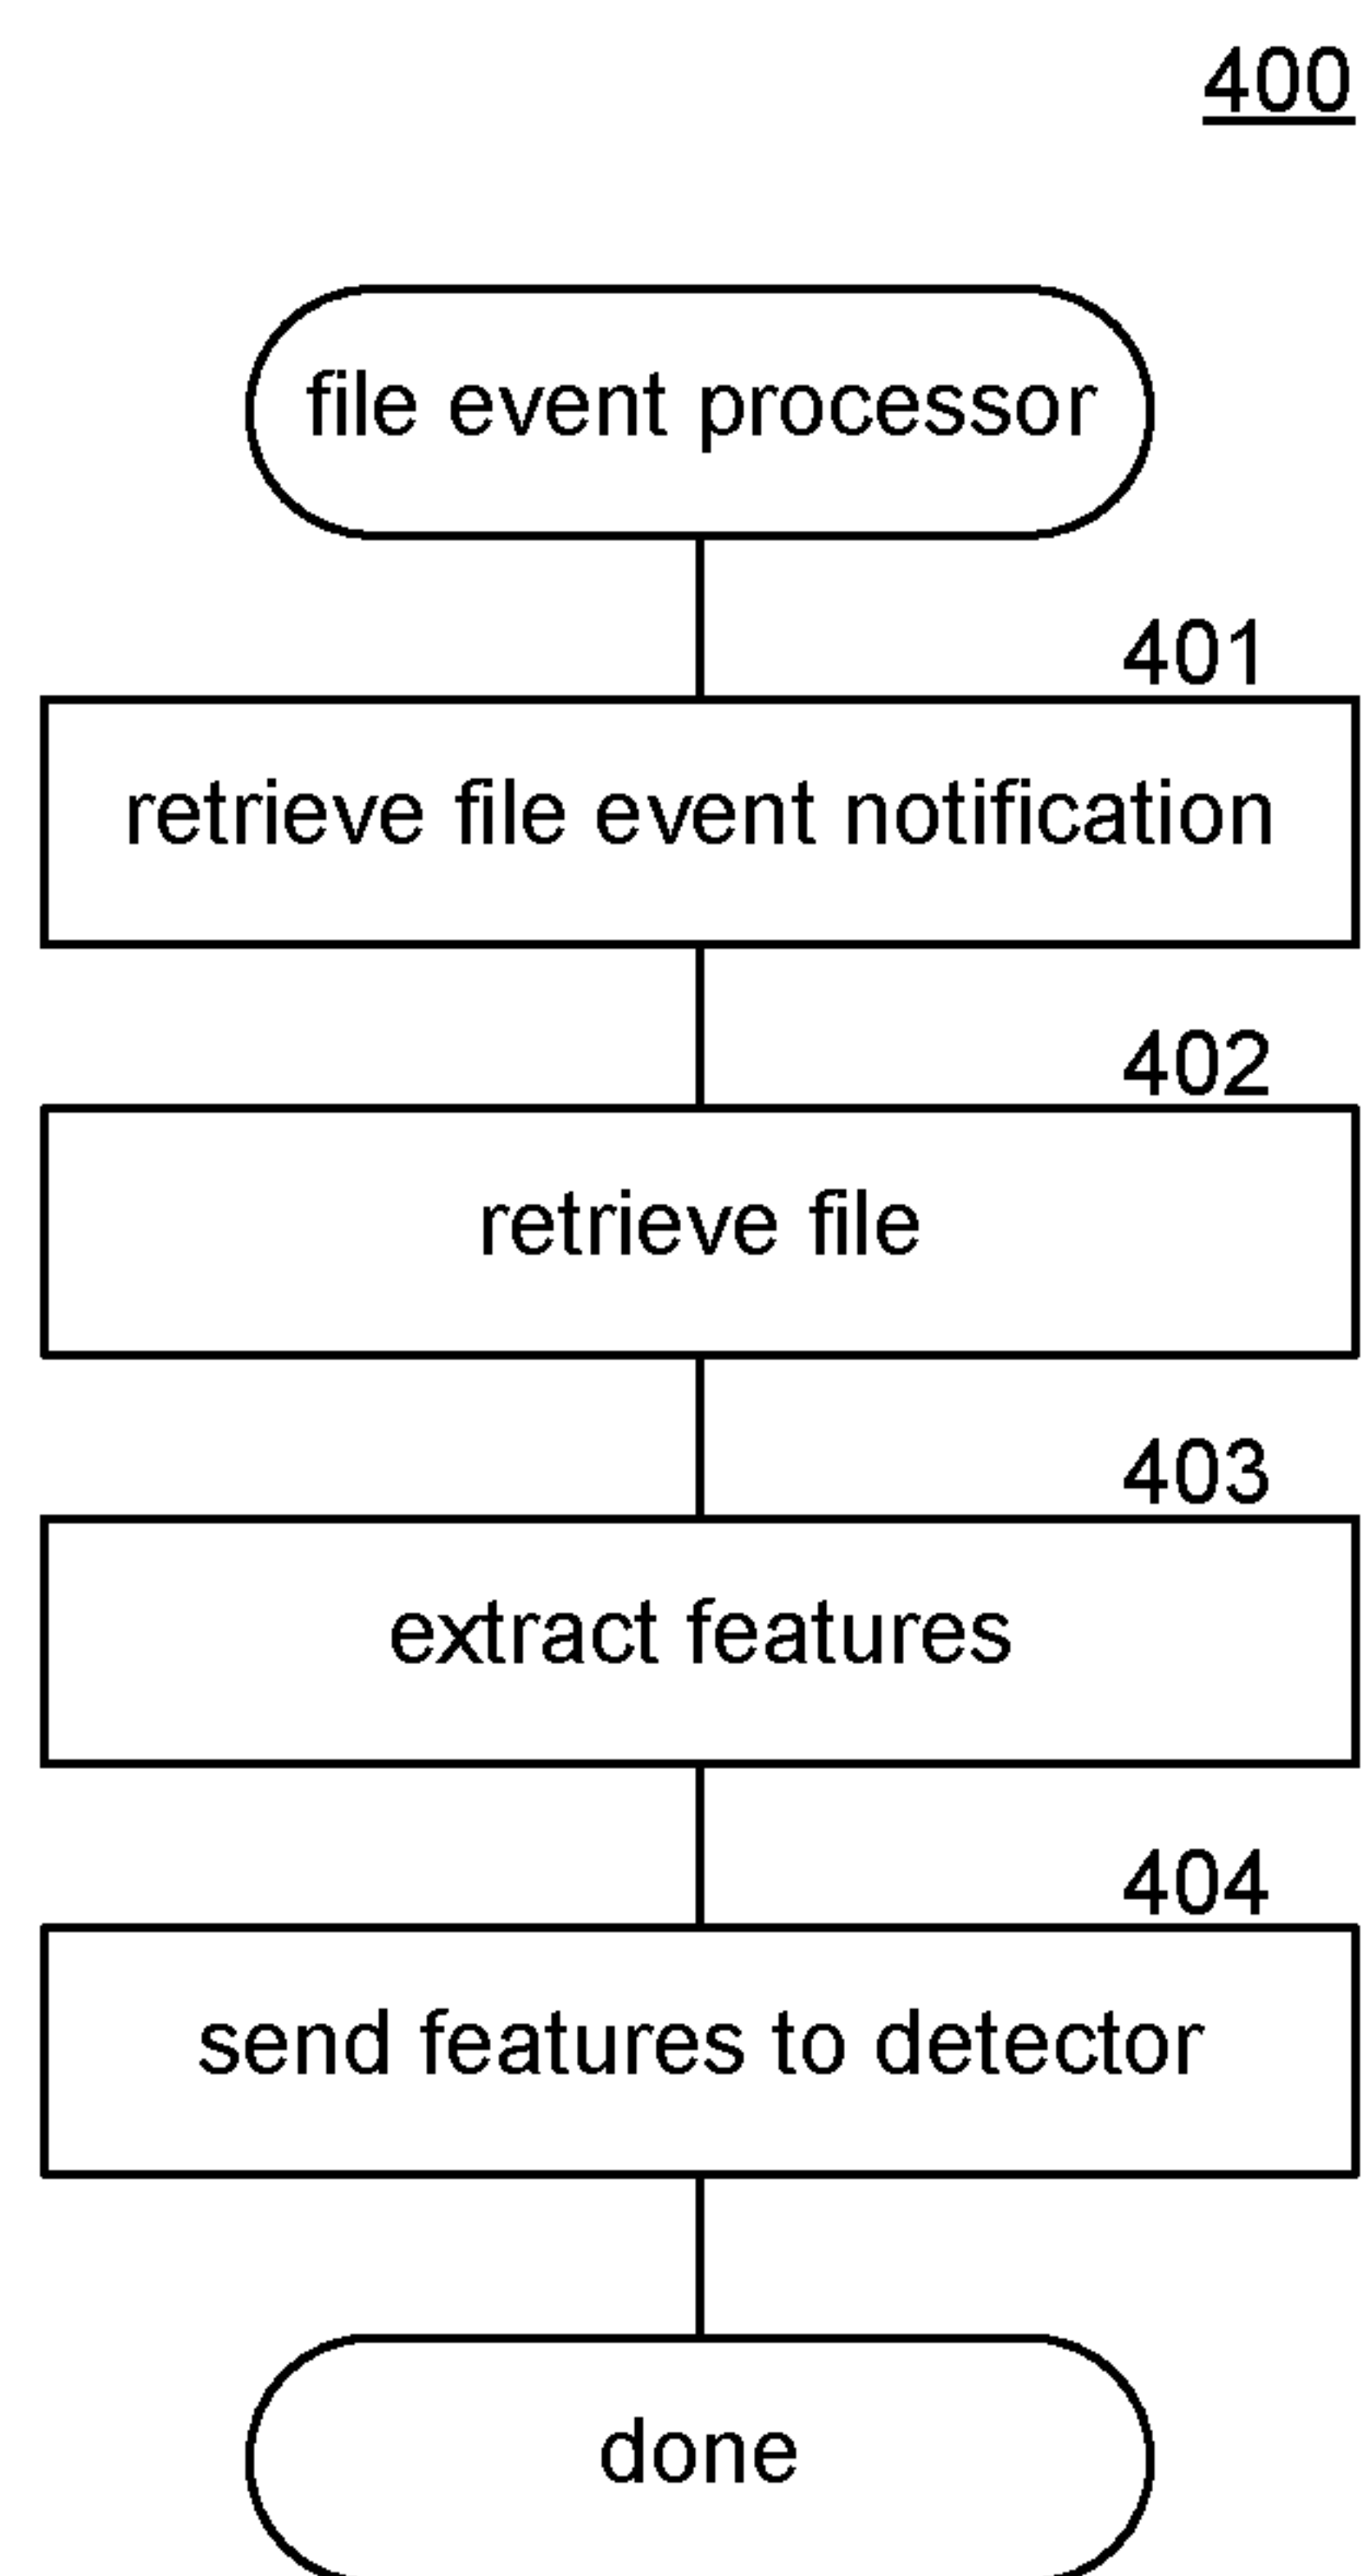 400
file event processor
401
retrieve file event notification
402
retrieve file
403
extract features
404
send features to detector
done